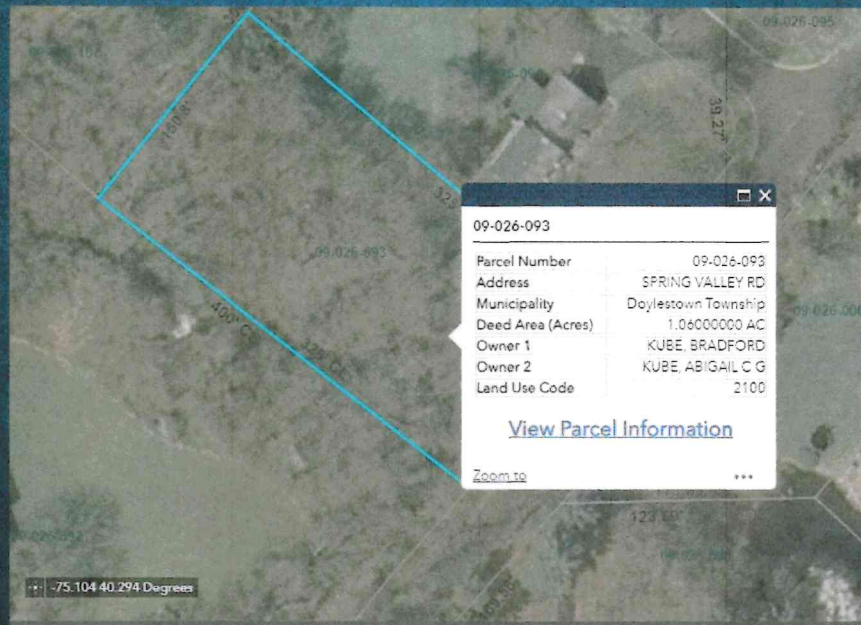 09-026-095
39.27'
150.8'
09-026-093
Parcel Number 09-026-093
Address SPRING VALLEY RD
Municipality Doylestown Township
Deed Area (Acres) 1.06000000 AC
Owner 1 KUBE, BRADFORD
Owner 2 KUBE, ABIGAIL C G
Land Use Code 2100
View Parcel Information
Zoom to
09-026-093
-75.104 40.294 Degrees